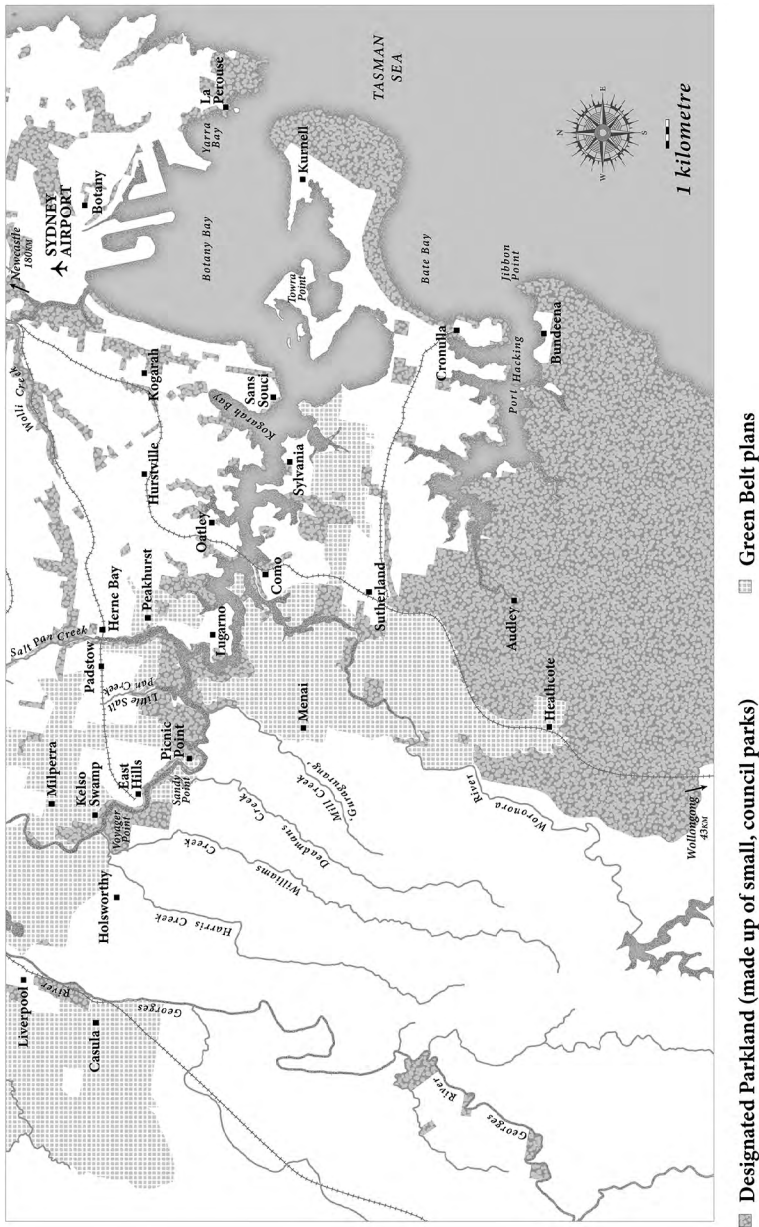 Newcastle
180KM
SYDNEY
AIRPORT
Botany
La
Perouse
Yarra
Bay
TASMAN
SEA
Botany Bay
Kurnell
Towra
Point
Bate Bay
Jibbon
Point
Wolli Creek
Kogarah
Sans
Souci
Kogarah Bay
Cronulla
Port Hacking
Bundeena
Hurstville
Sylvania
Oatley
Como
Salt Pan Creek
Herne Bay
Peakhurst
Padstow
Lugarno
Sutherland
Audley
Little Salt
Pan Creek
Milperra
Kelso
Swamp
East
Hills
Picnic
Point
Sandy
Point
Voyager
Point
Menai
Heathcote
Mill Creek
'Guragurang'
Deadmans Creek
Williams Creek
Harris Creek
Woronora River
Wollongong
43KM
Holsworthy
Liverpool
Casula
Georges River
Georges River
N
E
S
W
1 kilometre
Designated Parkland (made up of small, council parks)
Green Belt plans